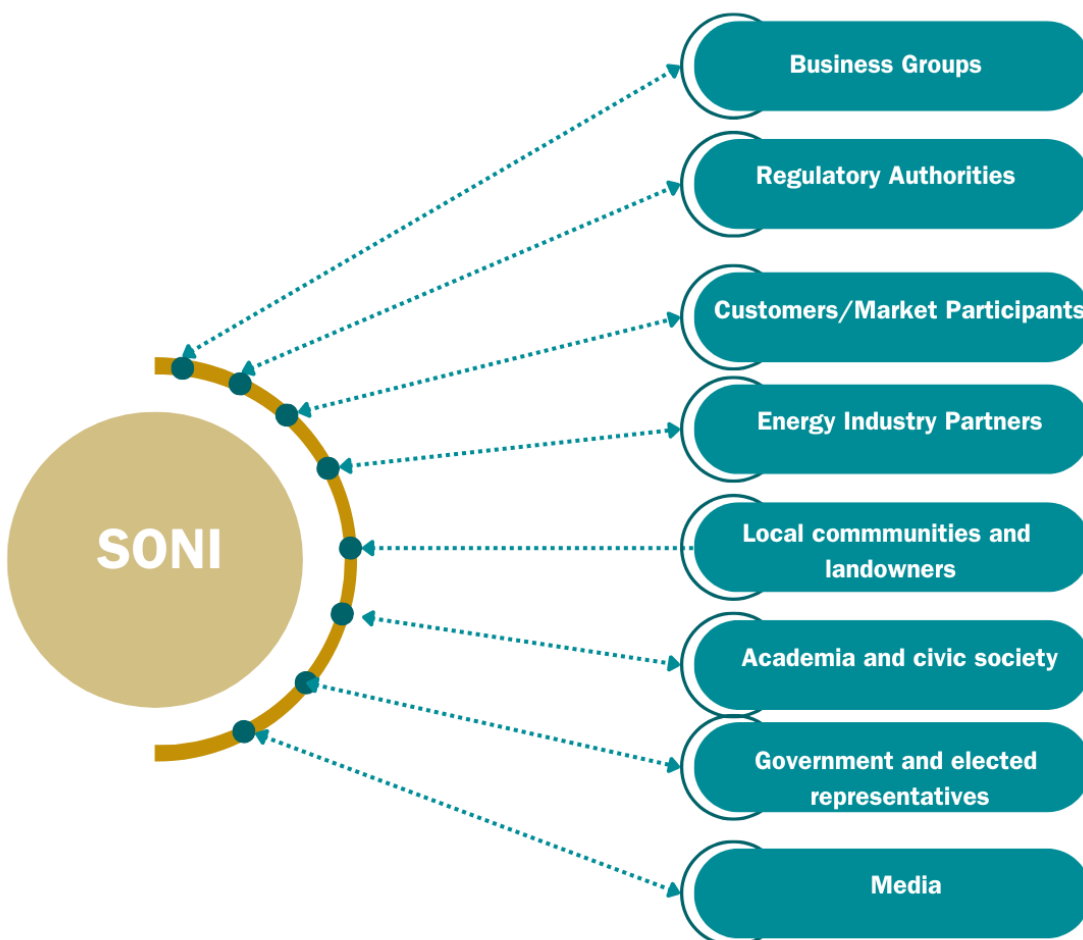 Business Groups
Regulatory Authorities
Customers/Market Participants
Energy Industry Partners
SONI
Local commmunities and
landowners
Academia and civic society
Government and elected
representatives
Media